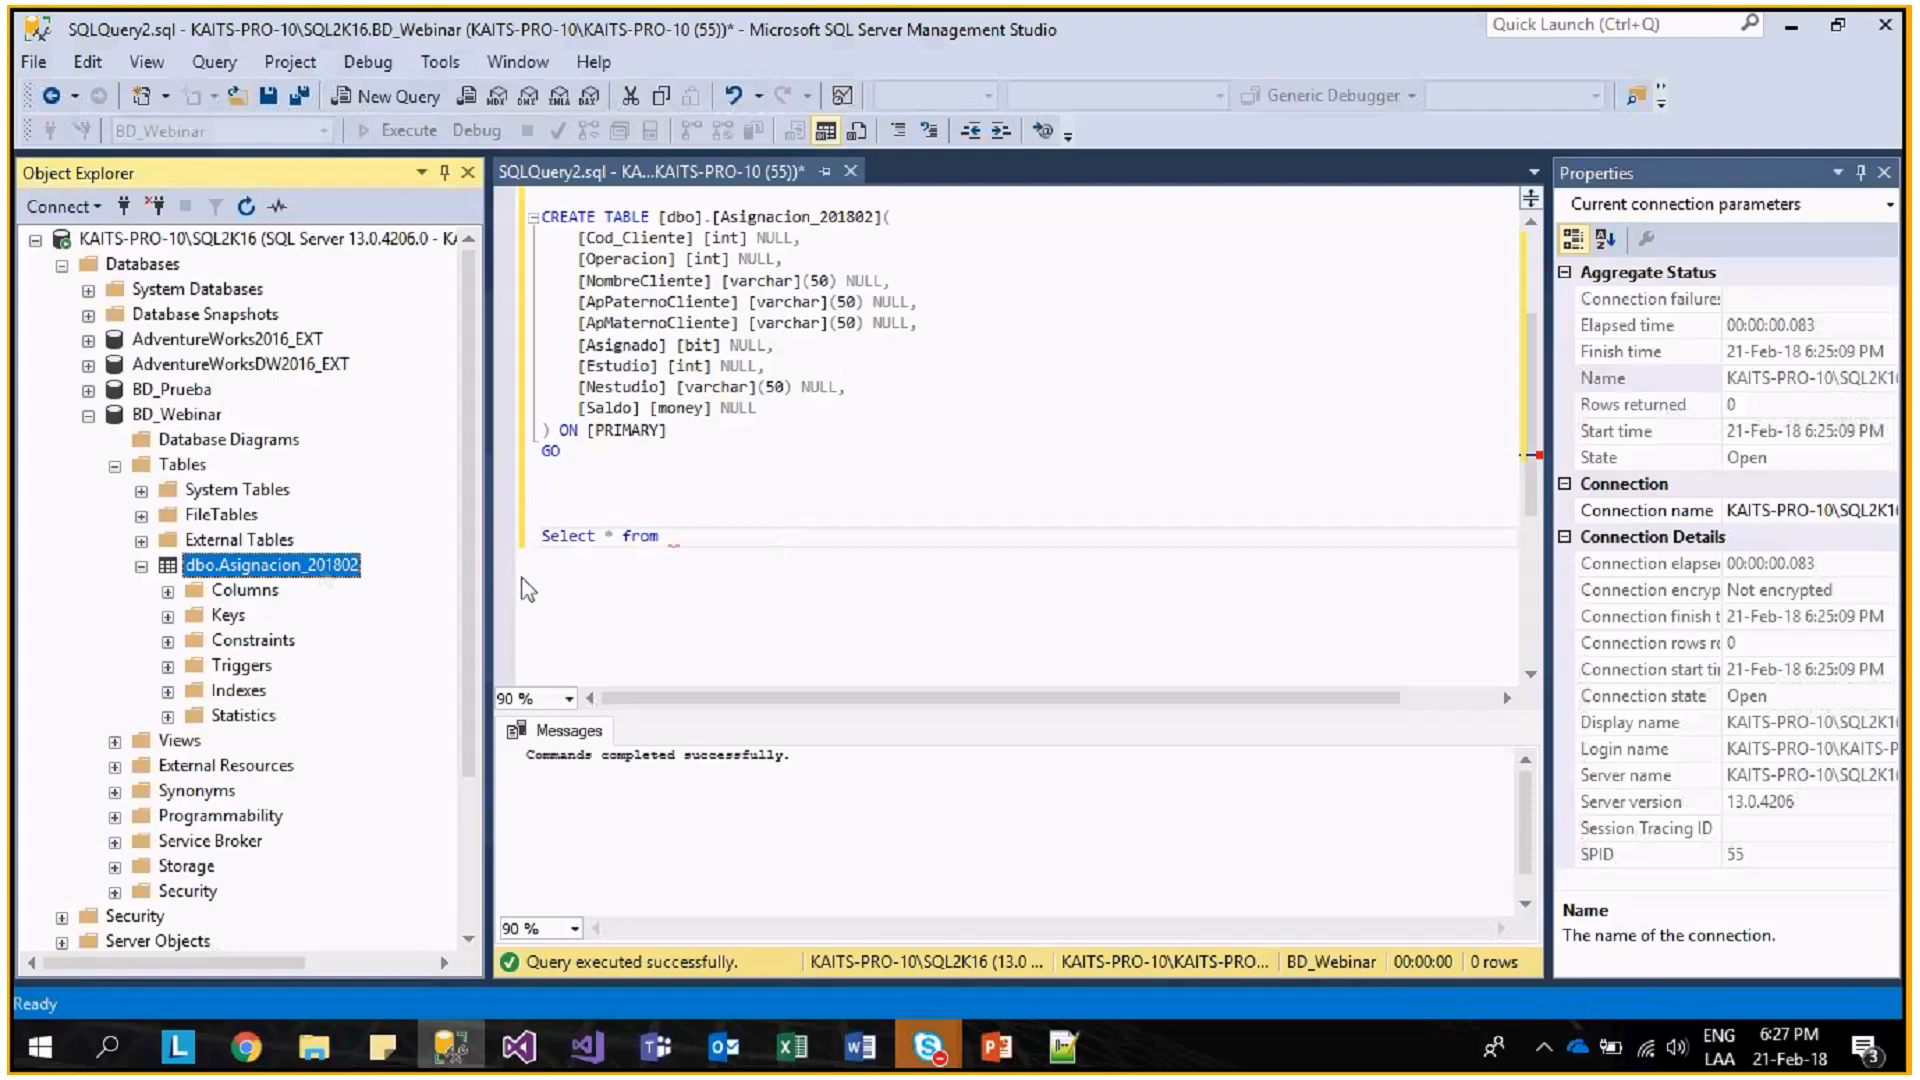 SQLQuery2.sql - KAITS-PRO-10\SQL2K16.BD_Webinar (KAITS-PRO-10\KAITS-PRO-10 (55))* - Microsoft SQL Server Management Studio
Quick Launch (Ctrl+Q)
File Edit View Query Project Debug Tools Window Help
New Query MDX DMX XMLA DAX Generic Debugger
BD_Webinar Execute Debug
Object Explorer
Connect
KAITS-PRO-10\SQL2K16 (SQL Server 13.0.4206.0 - KA
Databases
System Databases
Database Snapshots
AdventureWorks2016_EXT
AdventureWorksDW2016_EXT
BD_Prueba
BD_Webinar
Database Diagrams
Tables
System Tables
FileTables
External Tables
dbo.Asignacion_201802
Columns
Keys
Constraints
Triggers
Indexes
Statistics
Views
External Resources
Synonyms
Programmability
Service Broker
Storage
Security
Security
Server Objects
SQLQuery2.sql - KA...KAITS-PRO-10 (55))*
CREATE TABLE [dbo].[Asignacion_201802](
[Cod_Cliente] [int] NULL,
[Operacion] [int] NULL,
[NombreCliente] [varchar](50) NULL,
[ApPaternoCliente] [varchar](50) NULL,
[ApMaternoCliente] [varchar](50) NULL,
[Asignado] [bit] NULL,
[Estudio] [int] NULL,
[Nestudio] [varchar](50) NULL,
[Saldo] [money] NULL
) ON [PRIMARY]
GO
Select * from
90 %
Messages
Commands completed successfully.
90 %
Query executed successfully. KAITS-PRO-10\SQL2K16 (13.0 ... KAITS-PRO-10\KAITS-PRO... BD_Webinar 00:00:00 0 rows
Properties
Current connection parameters
Aggregate Status
Connection failures
Elapsed time 00:00:00.083
Finish time 21-Feb-18 6:25:09 PM
Name KAITS-PRO-10\SQL2K16
Rows returned 0
Start time 21-Feb-18 6:25:09 PM
State Open
Connection
Connection name KAITS-PRO-10\SQL2K16
Connection Details
Connection elapse 00:00:00.083
Connection encryp Not encrypted
Connection finish t 21-Feb-18 6:25:09 PM
Connection rows re 0
Connection start ti 21-Feb-18 6:25:09 PM
Connection state Open
Display name KAITS-PRO-10\SQL2K16
Login name KAITS-PRO-10\KAITS-P
Server name KAITS-PRO-10\SQL2K16
Server version 13.0.4206
Session Tracing ID
SPID 55
Name
The name of the connection.
Ready
ENG
LAA
6:27 PM
21-Feb-18
3